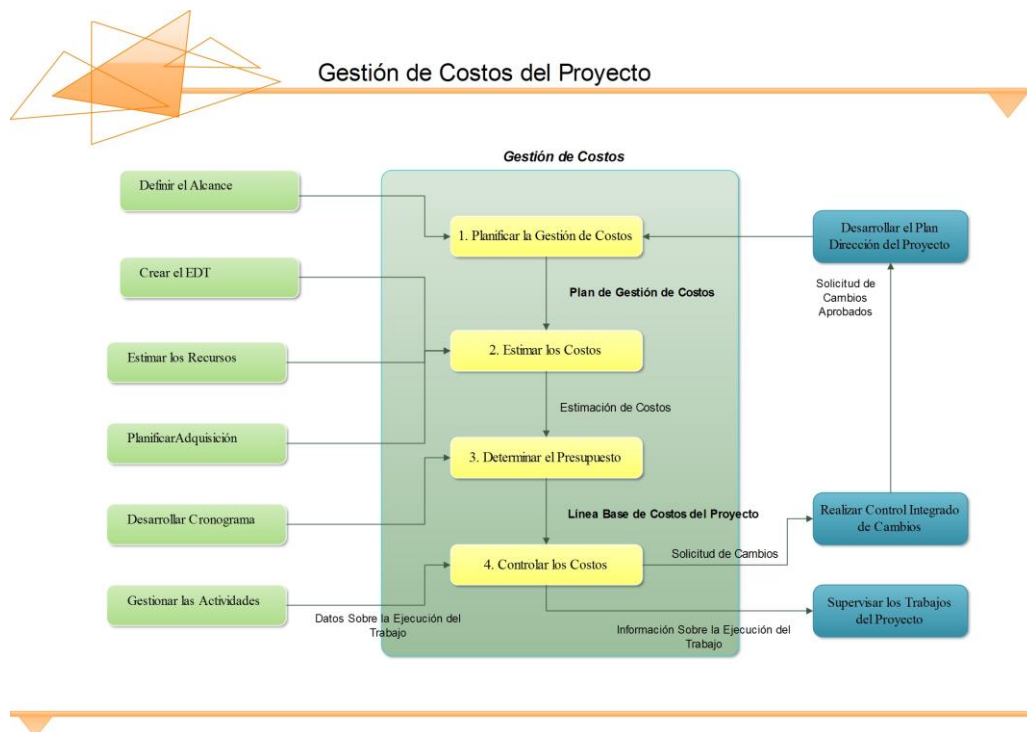 Gestión de Costos del Proyecto
Gestión de Costos
Definir el Alcance
Crear el EDT
Estimar los Recursos
PlanificarAdquisición
Desarrollar Cronograma
Gestionar las Actividades
Datos Sobre la Ejecución del
Trabajo
1. Planificar la Gestión de Costos
Plan de Gestión de Costos
2. Estimar los Costos
Estimación de Costos
3. Determinar el Presupuesto
Línea Base de Costos del Proyecto
4. Controlar los Costos
Solicitud de Cambios
Información Sobre la Ejecución del
Trabajo
Desarrollar el Plan
Dirección del Proyecto
Solicitud de
Cambios
Aprobados
Realizar Control Integrado
de Cambios
Supervisar los Trabajos
del Proyecto